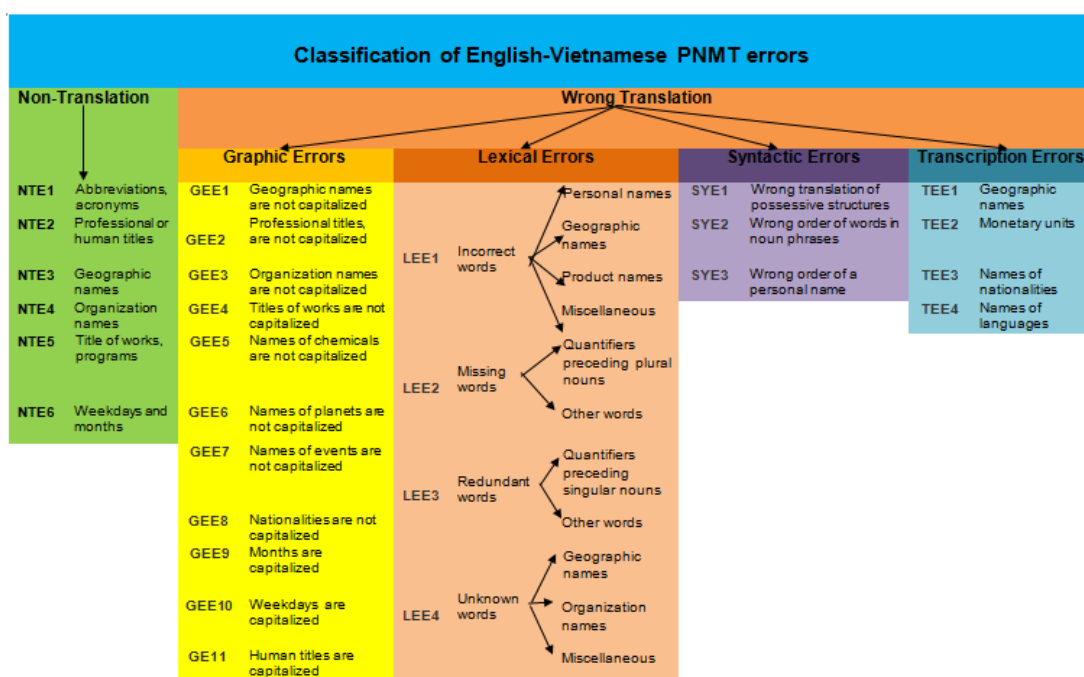 Classification of English-Vietnamese PNMT errors
Non-Translation
Wrong Translation
Graphic Errors
Lexical Errors
Syntactic Errors
Transcription Errors
NTE1 Abbreviations,
acronyms
NTE2 Professional or
human titles
NTE3 Geographic
names
NTE4 Organization
names
NTE5 Title of works,
programs
NTE6 Weekdays and
months
GEE1 Geographic names
are not capitalized
GEE2 Professional titles,
are not capitalized
GEE3 Organization names
are not capitalized
GEE4 Titles of works are not
capitalized
GEE5 Names of chemicals
are not capitalized
GEE6 Names of planets are
not capitalized
GEE7 Names of events are
not capitalized
GEE8 Nationalities are not
capitalized
GEE9 Months are
capitalized
GEE10 Weekdays are
capitalized
GE11 Human titles are
capitalized
LEE1 Incorrect
words
Personal names
Geographic
names
Product names
Miscellaneous
LEE2 Missing
words
Quantifiers
preceding plural
nouns
Other words
LEE3 Redundant
words
Quantifiers
preceding
singular nouns
Other words
LEE4 Unknown
words
Geographic
names
Organization
names
Miscellaneous
SYE1 Wrong translation of
possessive structures
SYE2 Wrong order of words in
noun phrases
SYE3 Wrong order of a
personal name
TEE1 Geographic
names
TEE2 Monetary units
TEE3 Names of
nationalities
TEE4 Names of
languages